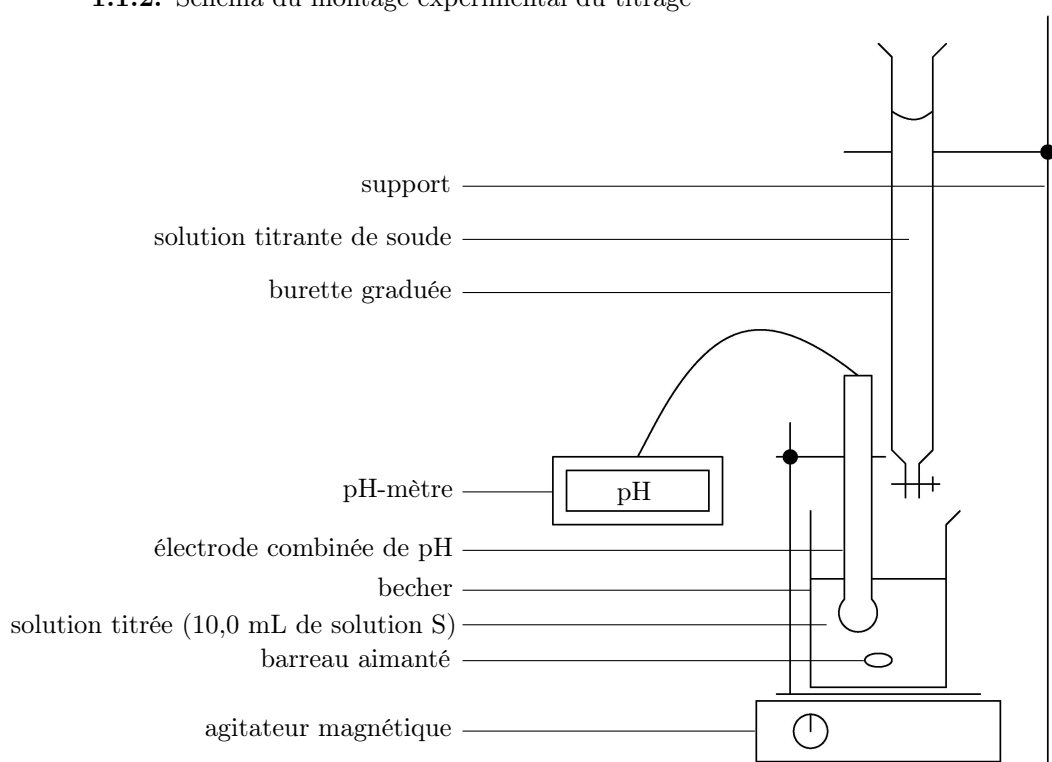 1.1.2. Schéma du montage expérimental du titrage
support
solution titrante de soude
burette graduée
pH-mètre
pH
électrode combinée de pH
becher
solution titrée (10,0 mL de solution S)
barreau aimanté
agitateur magnétique